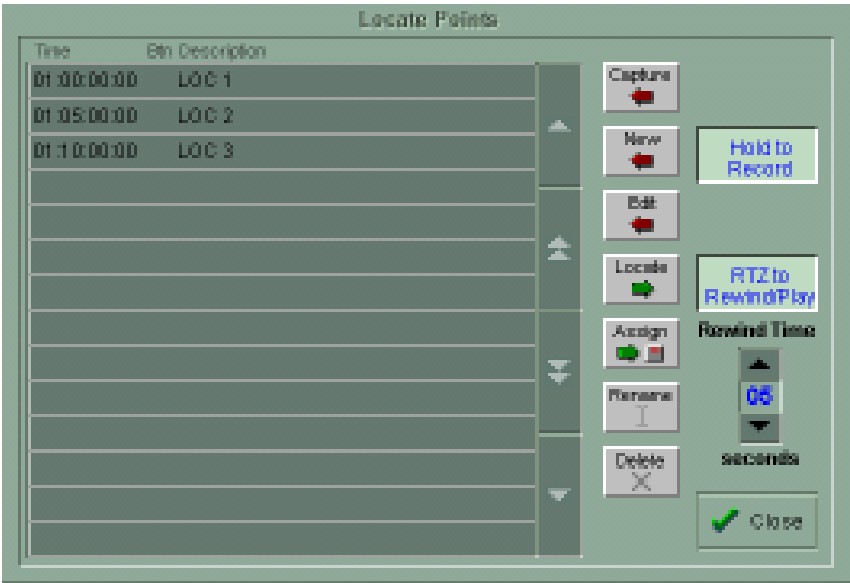 Locate Points
Time Btn Description
01:00:00:00 LOC 1
01:05:00:00 LOC 2
01:10:00:00 LOC 3
Capture
New
Edit
Locate
Assign
Rename
Delete
Hold to
Record
RTZ to
Rewind/Play
Rewind Time
05
seconds
Close